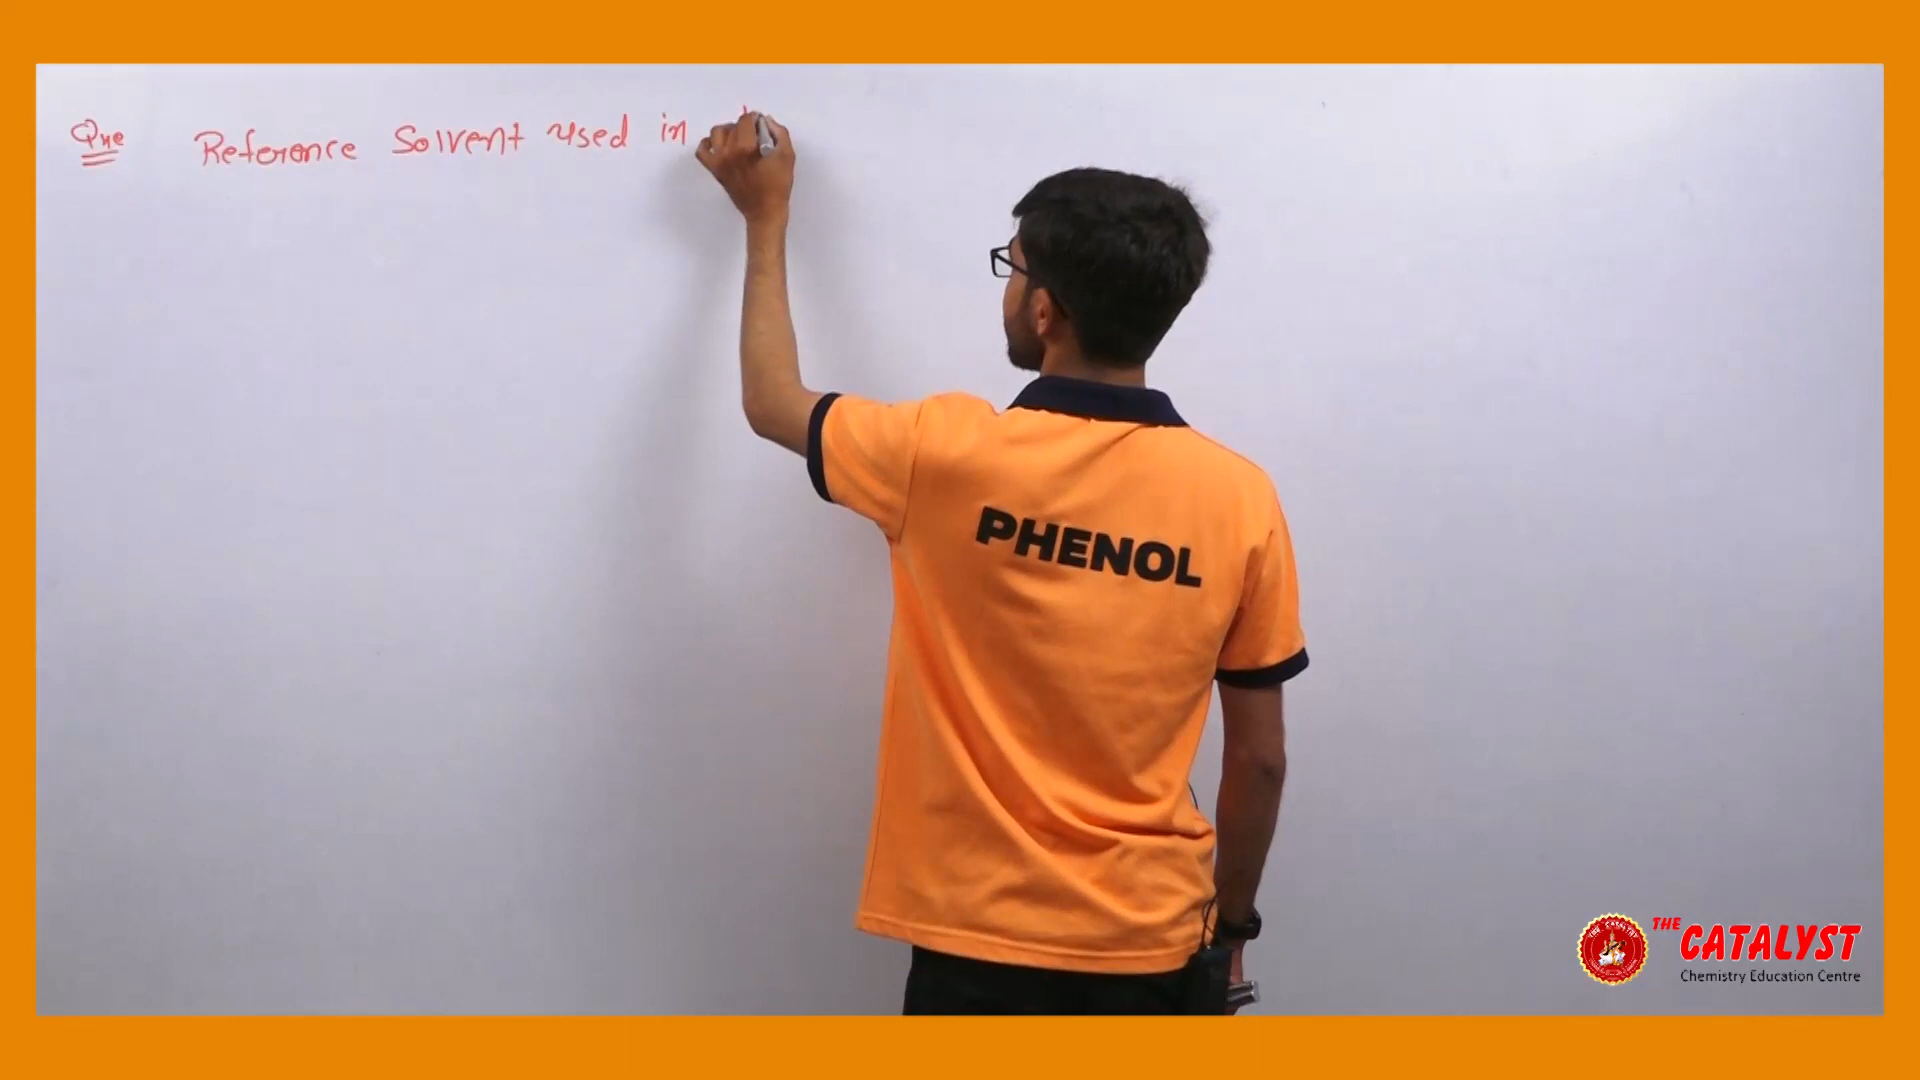 Que Reference Solvent used in
PHENOL
THE CATALYST
Chemistry Education Centre